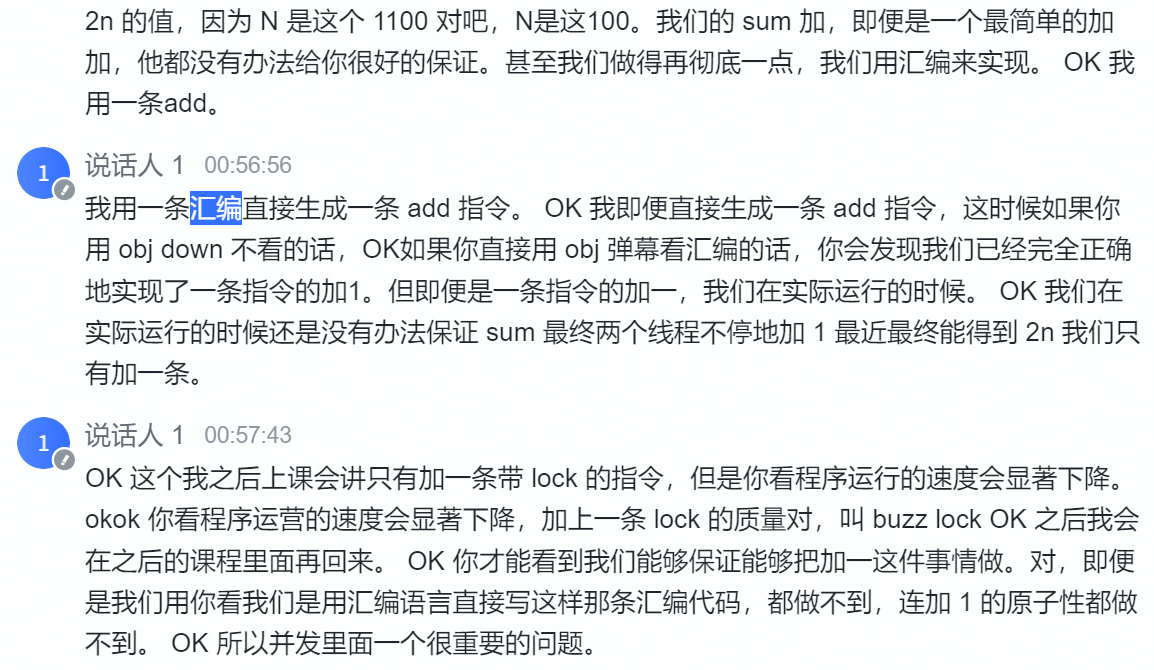 2n 的值，因为 N 是这个 1100 对吧，N是这100。我们的 sum 加，即便是一个最简单的加
加，他都没有办法给你很好的保证。甚至我们做得再彻底一点，我们用汇编来实现。 OK 我
用一条add。
1
说话人 1 00:56:56
我用一条汇编直接生成一条 add 指令。 OK 我即便直接生成一条 add 指令，这时候如果你
用 obj down 不看的话，OK如果你直接用 obj 弹幕看汇编的话，你会发现我们已经完全正确
地实现了一条指令的加1。但即便是一条指令的加一，我们在实际运行的时候。 OK 我们在
实际运行的时候还是没有办法保证 sum 最终两个线程不停地加 1 最近最终能得到 2n 我们只
有加一条。
1
说话人 1 00:57:43
OK 这个我之后上课会讲只有加一条带 lock 的指令，但是你看程序运行的速度会显著下降。
okok 你看程序运营的速度会显著下降，加上一条 lock 的质量对，叫 buzz lock OK 之后我会
在之后的课程里面再回来。 OK 你才能看到我们能够保证能够把加一这件事情做。对，即便
是我们用你看我们是用汇编语言直接写这样那条汇编代码，都做不到，连加 1 的原子性都做
不到。 OK 所以并发里面一个很重要的问题。